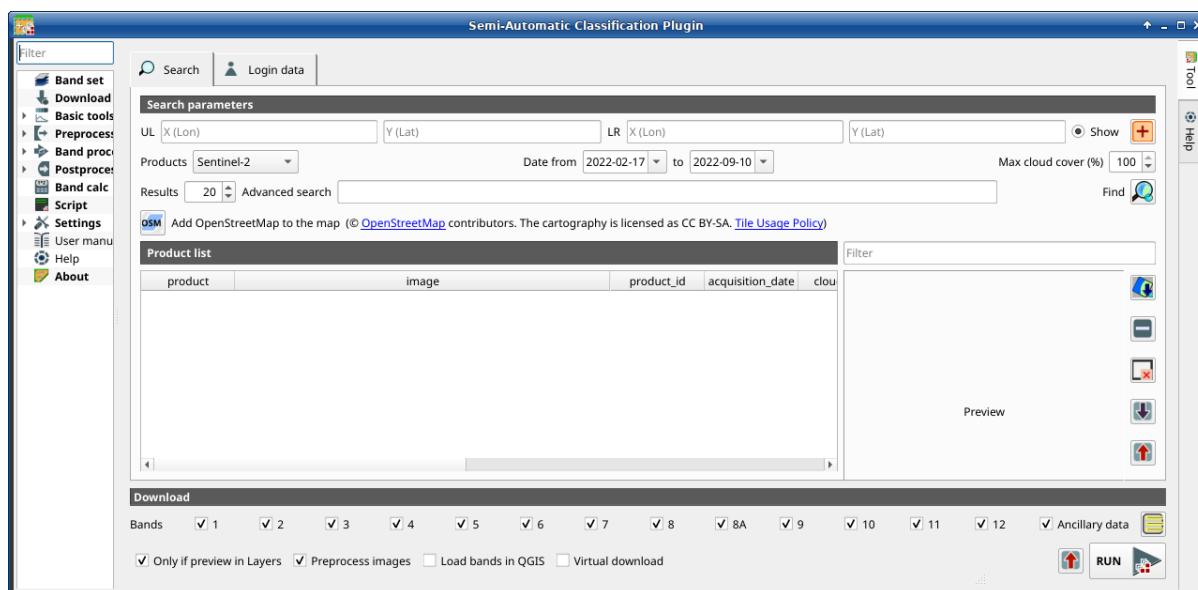 Semi-Automatic Classification Plugin
Filter
Band set
Download
Basic tools
Preprocess
Band proc
Postproces
Band calc
Script
Settings
User manu
Help
About
Search Login data
Search parameters
UL X (Lon) Y (Lat) LR X (Lon) Y (Lat) Show
Products Sentinel-2 Date from 2022-02-17 to 2022-09-10 Max cloud cover (%) 100
Results 20 Advanced search Find
OSM Add OpenStreetMap to the map (© OpenStreetMap contributors. The cartography is licensed as CC BY-SA. Tile Usage Policy)
Product list Filter
product image product_id acquisition_date clou
Preview
Download
Bands 1 2 3 4 5 6 7 8 8A 9 10 11 12 Ancillary data
Only if preview in Layers Preprocess images Load bands in QGIS Virtual download RUN
Tool
Help